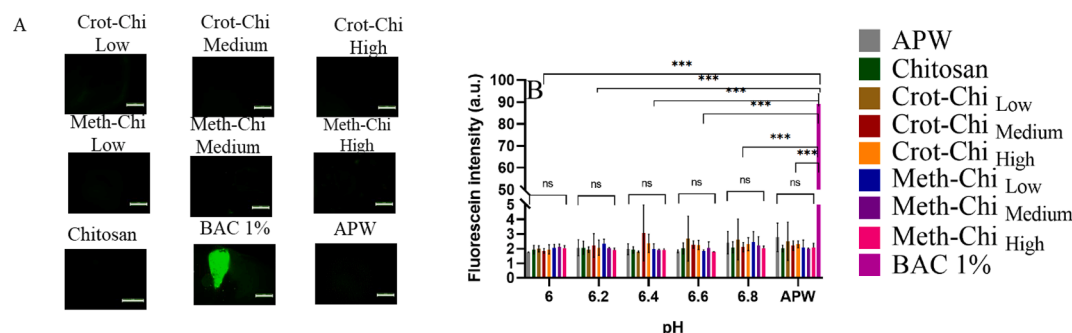 A
Crot-Chi Low
Crot-Chi Medium
Crot-Chi High
Meth-Chi Low
Meth-Chi Medium
Meth-Chi High
Chitosan
BAC 1%
APW
B
Fluorescein intensity (a.u.)
100
90
80
70
60
50
5
4
3
2
1
0
***
***
***
***
***
***
ns
ns
ns
ns
ns
ns
6
6.2
6.4
6.6
6.8
APW
pH
APW
Chitosan
Crot-Chi Low
Crot-Chi Medium
Crot-Chi High
Meth-Chi Low
Meth-Chi Medium
Meth-Chi High
BAC 1%